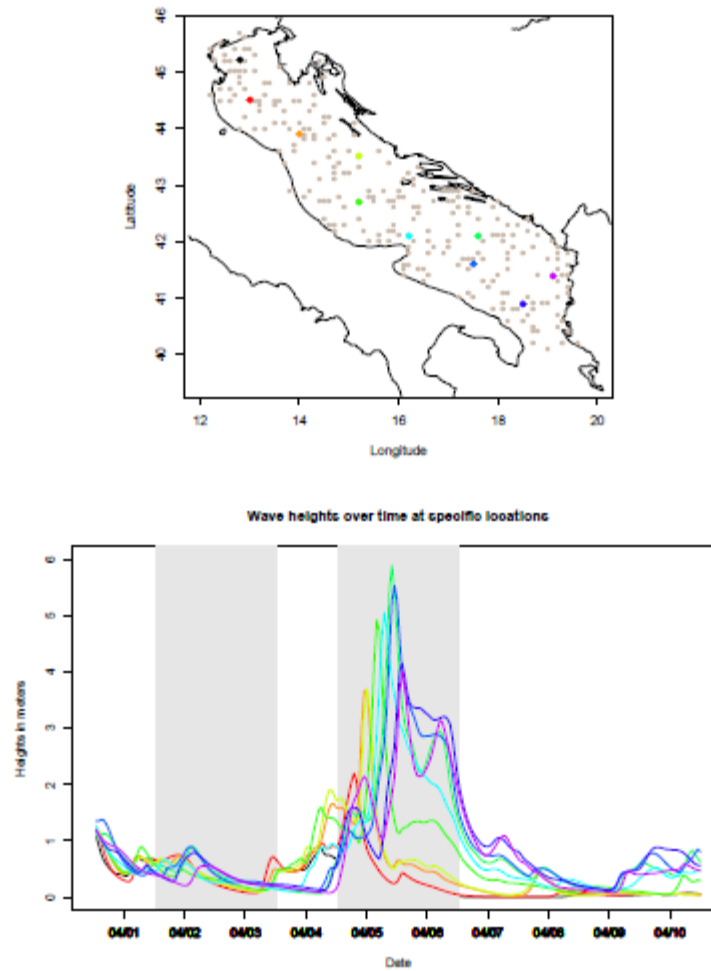 46
45
44
43
42
41
40
Latitude
12 14 16 18 20
Longitude
Wave heights over time at specific locations
6
5
4
3
2
1
0
Heights in meters
04/01 04/02 04/03 04/04 04/05 04/06 04/07 04/08 04/09 04/10
Date